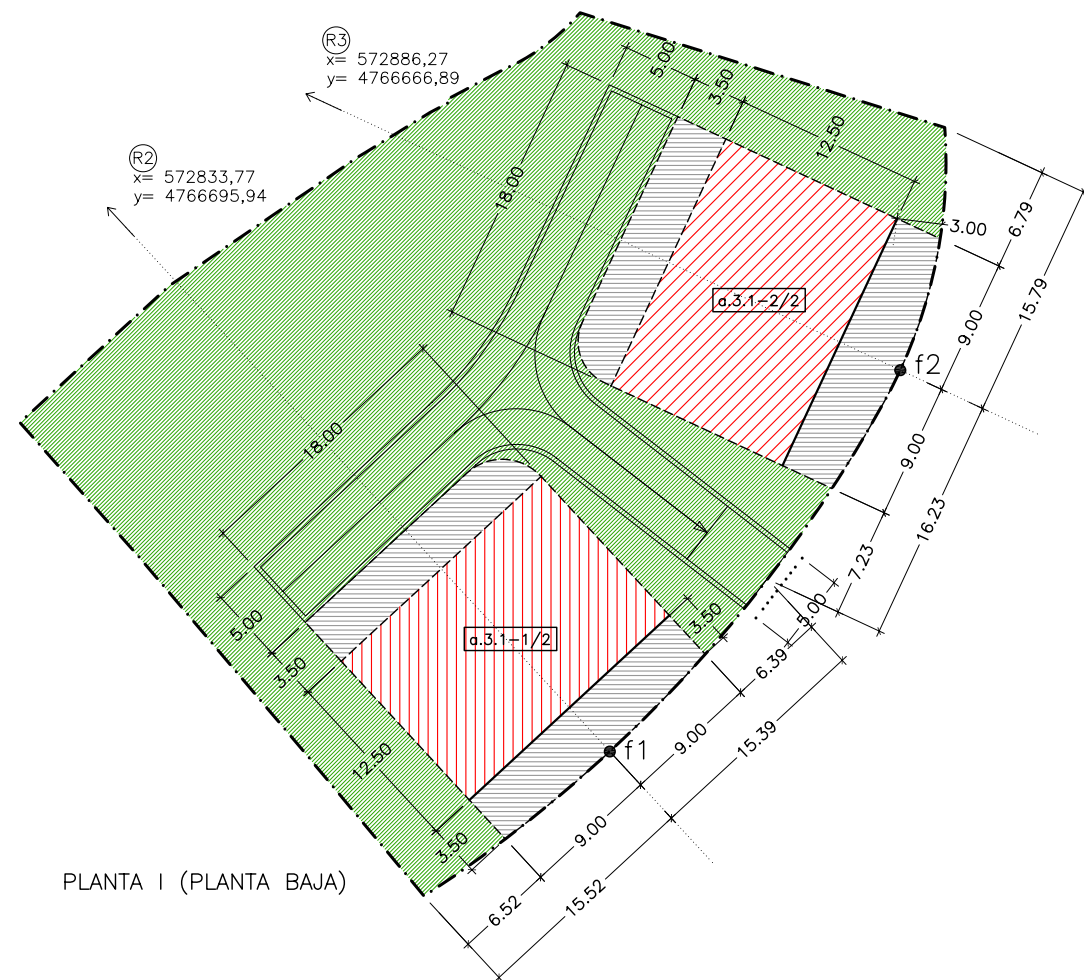 R3
x= 572886,27
y= 4766666,89
R2
x= 572833,77
y= 4766695,94
5.00
3.50
12.50
18.00
3.00
6.79
15.79
9.00
a.3.1-2/2
f2
9.00
16.23
7.23
5.00
18.00
3.50
6.39
15.39
5.00
3.50
a.3.1-1/2
f1
9.00
12.50
9.00
3.50
6.52
15.52
PLANTA I (PLANTA BAJA)